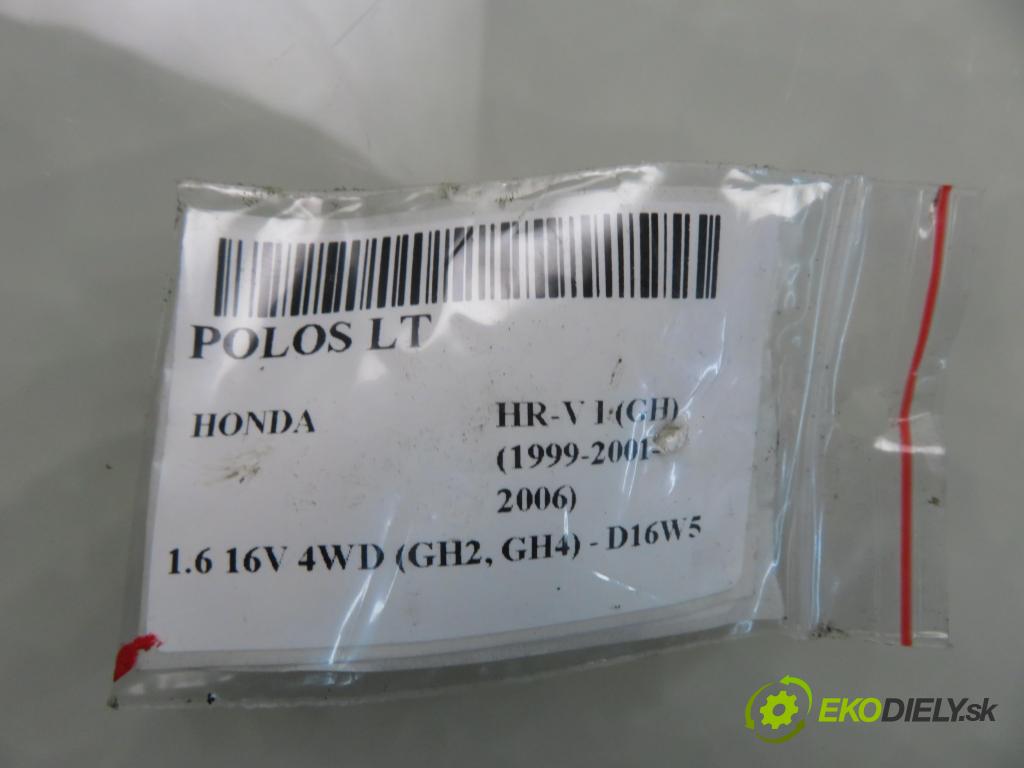 POLOS LT
HONDA
HR-V I (GH)
(1999-2001-
2006)
1.6 16V 4WD (GH2, GH4) - D16W5
EKODIELY.sk